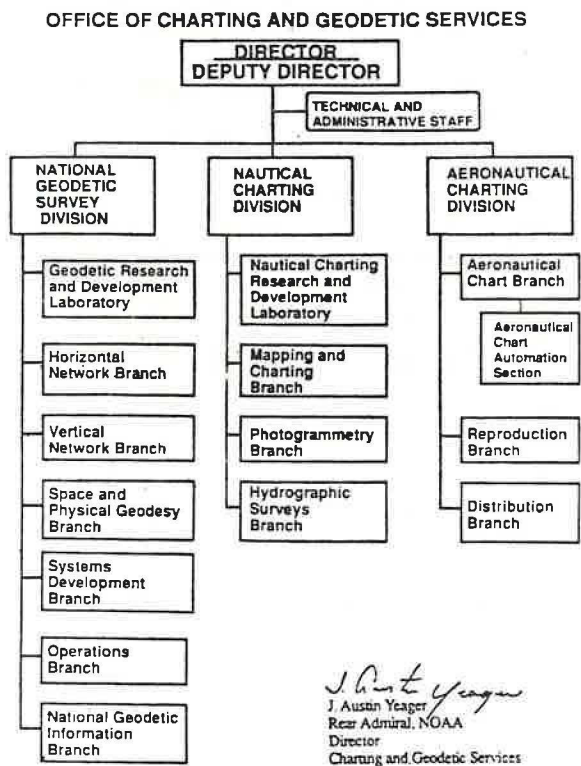 OFFICE OF CHARTING AND GEODETIC SERVICES
DIRECTOR
DEPUTY DIRECTOR
TECHNICAL AND
ADMINISTRATIVE STAFF
NATIONAL
GEODETIC
SURVEY
DIVISION
Geodetic Research
and Development
Laboratory
Horizontal
Network Branch
Vertical
Network Branch
Space and
Physical Geodesy
Branch
Systems
Development
Branch
Operations
Branch
National Geodetic
Information
Branch
NAUTICAL
CHARTING
DIVISION
Nautical Charting
Research and
Development
Laboratory
Mapping and
Charting
Branch
Photogrammetry
Branch
Hydrographic
Surveys
Branch
AERONAUTICAL
CHARTING
DIVISION
Aeronautical
Chart Branch
Aeronautical
Chart
Automation
Section
Reproduction
Branch
Distribution
Branch
J. Austin Yeager
J. Austin Yeager
Rear Admiral, NOAA
Director
Charting and Geodetic Services